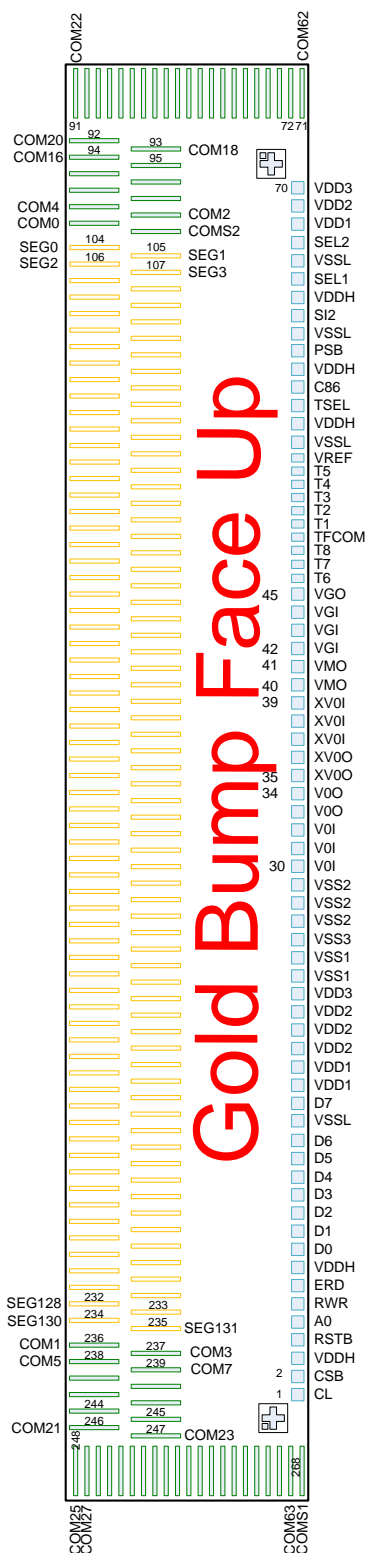 COM22
COM62
91
72
71
COM20
92
93
COM18
COM16
94
95
COM4
COM2
COM0
COMS2
SEG0
104
105
SEG1
SEG2
106
107
SEG3
70
VDD3
VDD2
VDD1
SEL2
VSSL
SEL1
VDDH
SI2
VSSL
PSB
VDDH
C86
TSEL
VDDH
VSSL
VREF
T5
T4
T3
T2
T1
TFCOM
T8
T7
T6
45
VGO
VGI
VGI
42
VGI
41
VMO
40
VMO
39
XV0I
XV0I
XV0I
XV0O
35
XV0O
34
V0O
V0O
V0I
V0I
30
V0I
VSS2
VSS2
VSS2
VSS3
VSS1
VSS1
VDD3
VDD2
VDD2
VDD2
VDD1
VDD1
D7
VSSL
D6
D5
D4
D3
D2
D1
D0
VDDH
ERD
RWR
A0
RSTB
VDDH
2
CSB
1
CL
Gold Bump Face Up
SEG128
232
233
SEG130
234
235
SEG131
COM1
236
237
COM3
COM5
238
239
COM7
244
245
COM21
246
247
COM23
248
268
COM25
COM27
COM63
COMS1